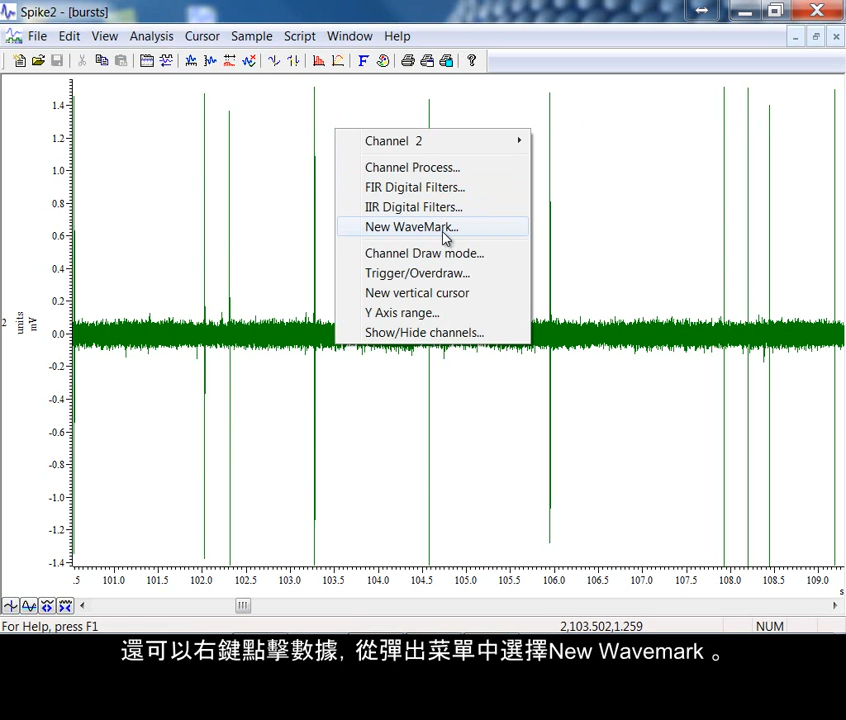 Spike2 - [bursts]
File Edit View Analysis Cursor Sample Script Window Help
1.4
1.2
1.0
0.8
0.6
0.4
0.2
0.0
-0.2
-0.4
-0.6
-0.8
-1.0
-1.2
-1.4
2
units
mV
Channel 2
Channel Process...
FIR Digital Filters...
IIR Digital Filters...
New WaveMark...
Channel Draw mode...
Trigger/Overdraw...
New vertical cursor
Y Axis range...
Show/Hide channels...
.5 101.0 101.5 102.0 102.5 103.0 103.5 104.0 104.5 105.0 105.5 106.0 106.5 107.0 107.5 108.0 108.5 109.0
s
For Help, press F1 2,103.502,1.259 NUM
還可以右鍵點擊數據, 從彈出菜單中選擇New Wavemark 。